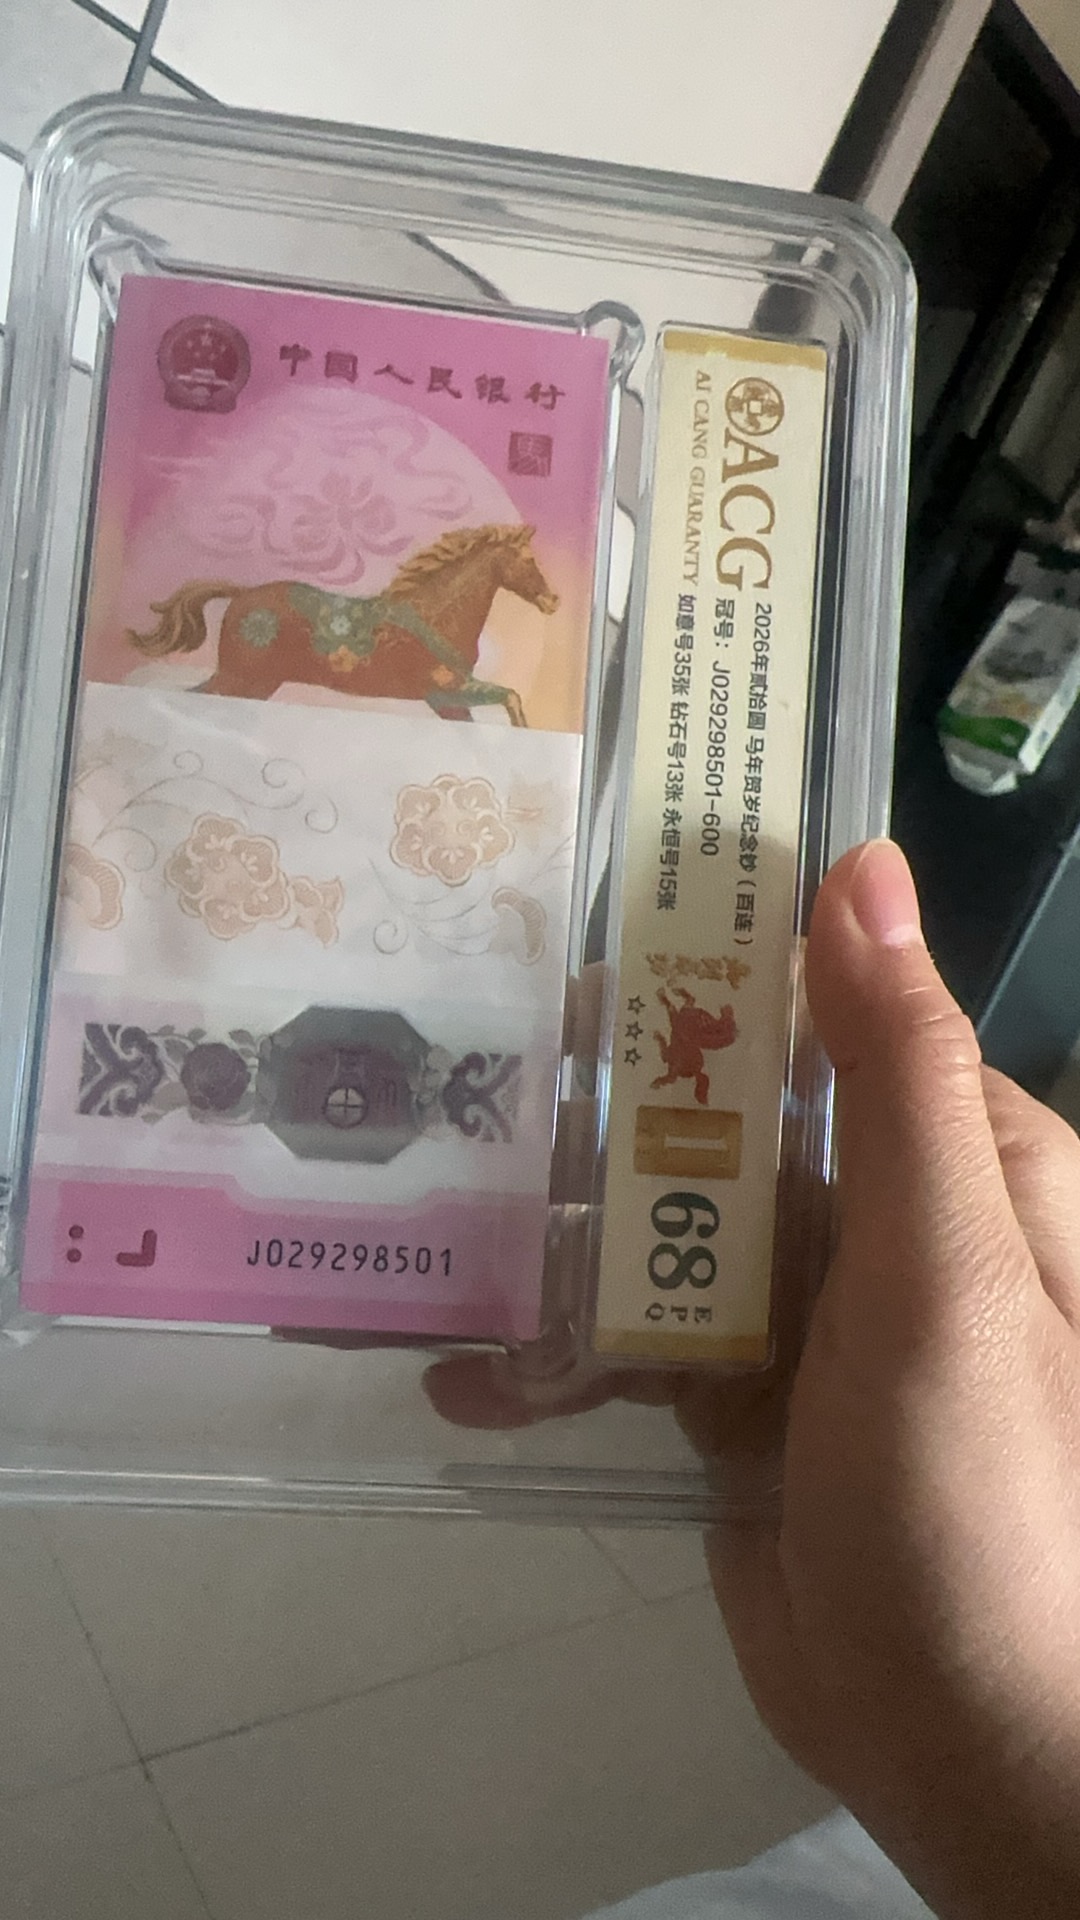 中国人民银行
J029298501
ACG
AI CANG GUARANTY
2026年贰拾圆 马年贺岁纪念钞（百连）
冠号：J029298501-600
如意号35张 钻石号13张 永恒号15张
☆☆☆
68
EPQ